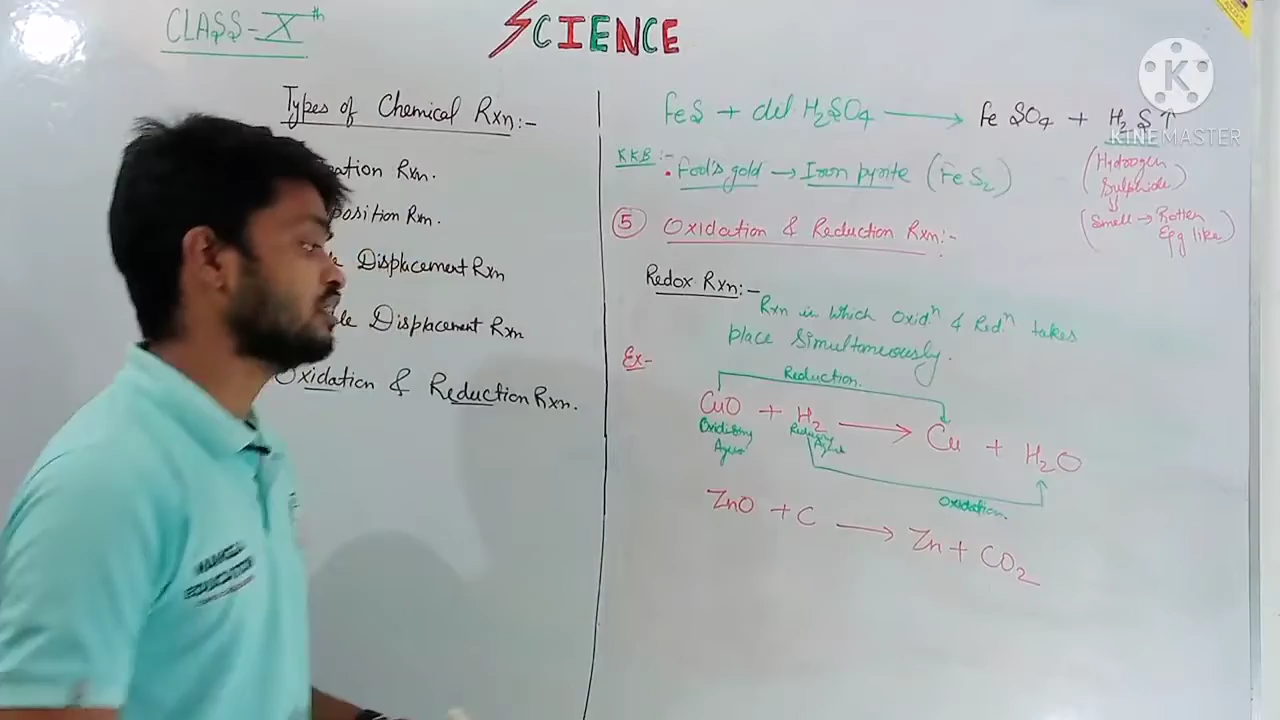 CLASS-Xth
SCIENCE
Types of Chemical Rxn:-
ation Rxn.
position Rxn.
le Displacement Rxn
le Displacement Rxn
Oxidation & Reduction Rxn.
FeS + dil H₂SO₄ ⟶ FeSO₄ + H₂S↑
KINEMASTER
(Hydrogen
Sulphide)
⇓
(Smell → Rotten
Egg like)
KKB:-
• Fool's gold → Iron pyrite (FeS₂)
⑤ Oxidation & Reduction Rxn:-
Redox Rxn:-
Rxn in which Oxidⁿ & Redⁿ takes
place Simultaneously.
Ex-
Reduction.
CuO + H₂ ⟶ Cu + H₂O
Oxidising
Reducing
Agent
Oxidation.
ZnO + C ⟶ Zn + CO₂